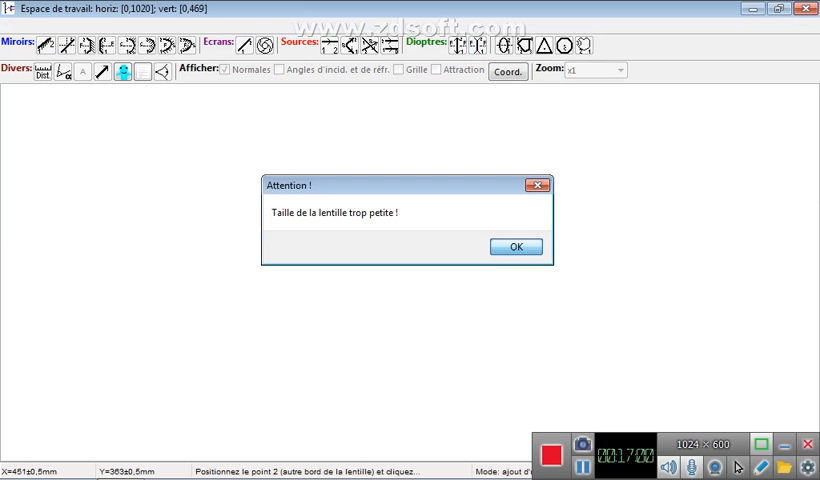 Espace de travail: horiz: [0,1020]; vert: [0,469]
www.zdsoft.com
Miroirs: Ecrans: Sources: Dioptres:
Divers: Dist. α A Afficher: Normales Angles d'incid. et de réfr. Grille Attraction Coord. Zoom: x1
Attention !
Taille de la lentille trop petite !
OK
1024 × 600
00:17:00
X=451±0,5mm Y=363±0,5mm Positionnez le point 2 (autre bord de la lentille) et cliquez... Mode: ajout d'